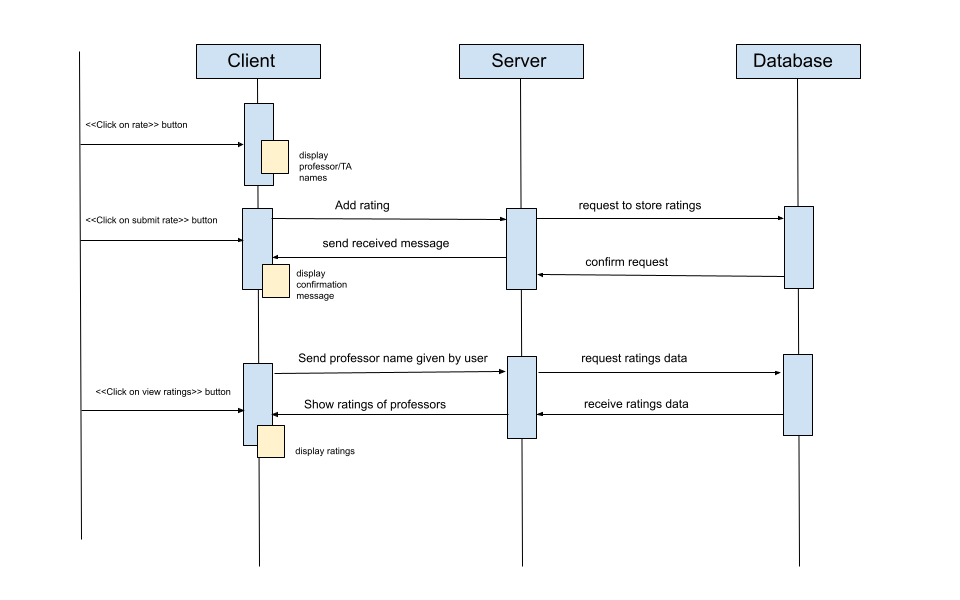 Client
Server
Database
<<Click on rate>> button
display
professor/TA
names
<<Click on submit rate>> button
Add rating
request to store ratings
send received message
confirm request
display
confirmation
message
Send professor name given by user
request ratings data
<<Click on view ratings>> button
Show ratings of professors
receive ratings data
display ratings